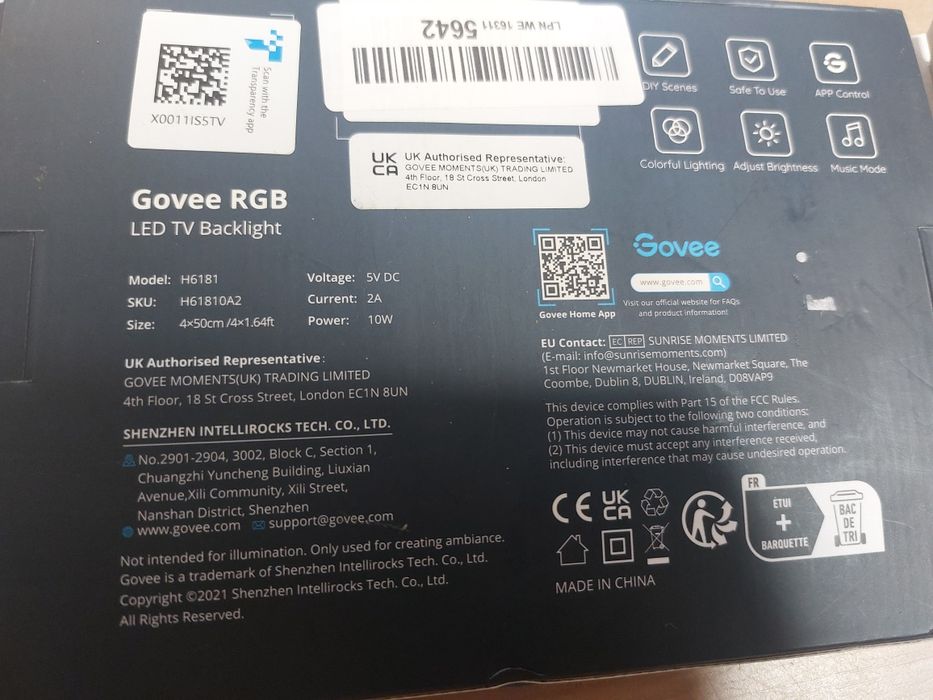 Scan with the
Transparency app
X0011IS5TV
LPN WE 16311
5642
UK
CA
UK Authorised Representative:
GOVEE MOMENTS(UK) TRADING LIMITED
4th Floor, 18 St Cross Street, London
EC1N 8UN
DIY Scenes
Safe To Use
APP Control
Colorful Lighting
Adjust Brightness
Music Mode
Govee RGB
LED TV Backlight
Model: H6181
SKU: H61810A2
Size: 4×50cm /4×1.64ft
Voltage: 5V DC
Current: 2A
Power: 10W
UK Authorised Representative:
GOVEE MOMENTS(UK) TRADING LIMITED
4th Floor, 18 St Cross Street, London EC1N 8UN
SHENZHEN INTELLIROCKS TECH. CO., LTD.
No.2901-2904, 3002, Block C, Section 1,
Chuangzhi Yuncheng Building, Liuxian
Avenue,Xili Community, Xili Street,
Nanshan District, Shenzhen
www.govee.com support@govee.com
Not intended for illumination. Only used for creating ambiance.
Govee is a trademark of Shenzhen Intellirocks Tech. Co., Ltd.
Copyright ©2021 Shenzhen Intellirocks Tech. Co., Ltd.
All Rights Reserved.
Govee Home App
Govee
www.govee.com
Visit our official website for FAQs
and product information!
EU Contact: EC REP SUNRISE MOMENTS LIMITED
(E-mail: info@sunrisemoments.com)
1st Floor Newmarket House, Newmarket Square, The
Coombe, Dublin 8, DUBLIN, Ireland, D08VAP9
This device complies with Part 15 of the FCC Rules.
Operation is subject to the following two conditions:
(1) This device may not cause harmful interference, and
(2) This device must accept any interference received,
including interference that may cause undesired operation.
CE UK
CA
FR
ÉTUI
+
BARQUETTE
BAC
DE
TRI
MADE IN CHINA